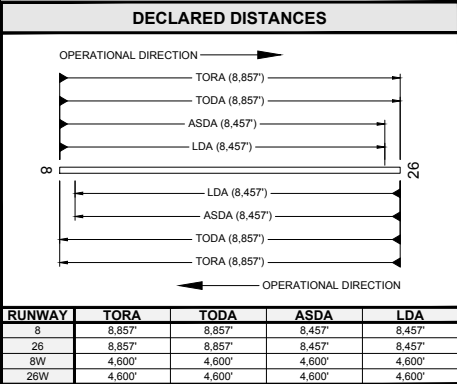 DECLARED DISTANCES
OPERATIONAL DIRECTION
TORA (8,857')
TODA (8,857')
ASDA (8,457')
LDA (8,457')
8
26
LDA (8,457')
ASDA (8,457')
TODA (8,857')
TORA (8,857')
OPERATIONAL DIRECTION
RUNWAY TORA TODA ASDA LDA
8 8,857' 8,857' 8,457' 8,457'
26 8,857' 8,857' 8,457' 8,457'
8W 4,600' 4,600' 4,600' 4,600'
26W 4,600' 4,600' 4,600' 4,600'